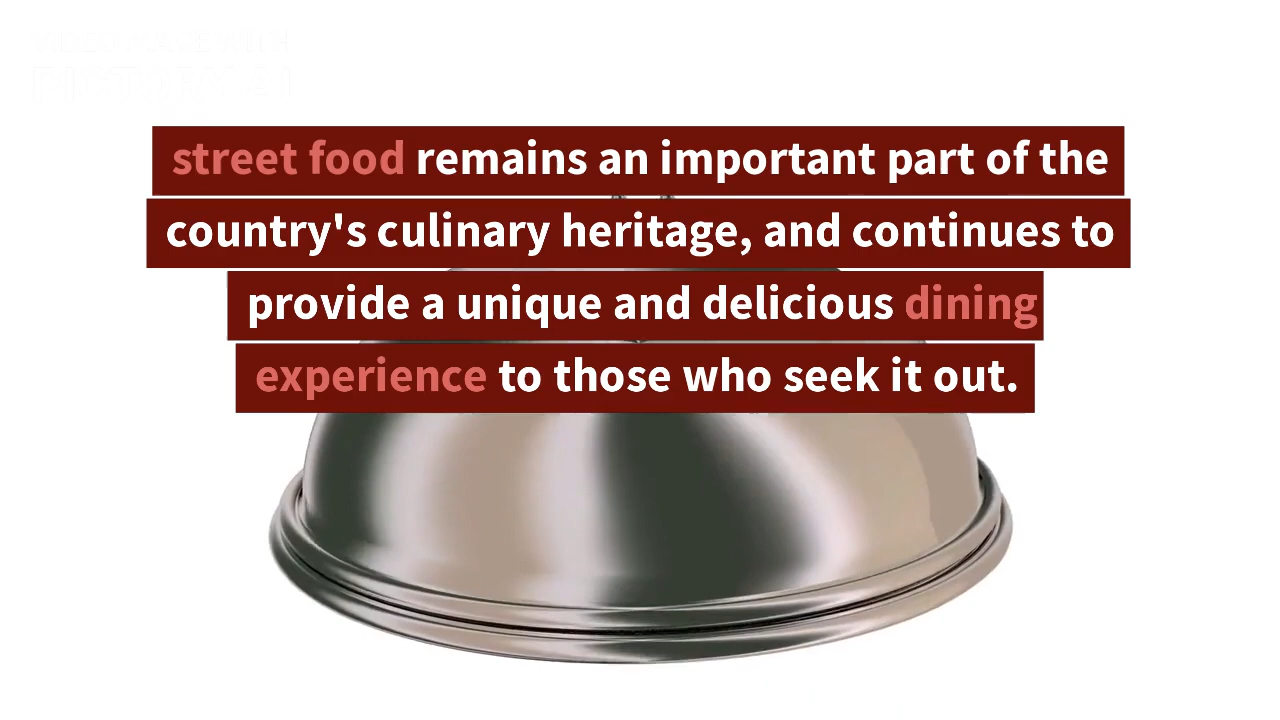 street food remains an important part of the
country's culinary heritage, and continues to
provide a unique and delicious dining
experience to those who seek it out.